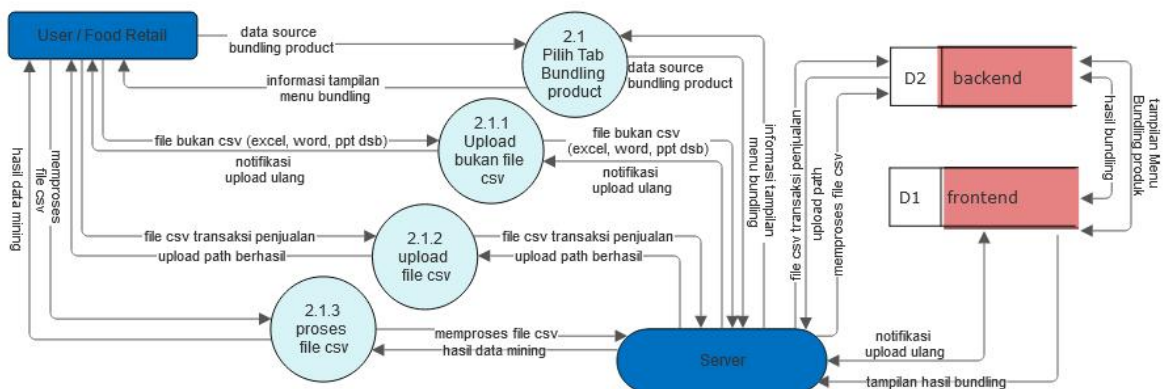 User / Food Retail
data source
bundling product
informasi tampilan
menu bundling
2.1
Pilih Tab
Bundling
product
data source
bundling product
file bukan csv (excel, word, ppt dsb)
notifikasi
upload ulang
2.1.1
Upload
bukan file
csv
file bukan csv
(excel, word, ppt dsb)
notifikasi
upload ulang
hasil data mining
memproses
file csv
file csv transaksi penjualan
upload path berhasil
2.1.2
upload
file csv
file csv transaksi penjualan
upload path berhasil
2.1.3
proses
file csv
memproses file csv
hasil data mining
Server
informasi tampilan
menu bundling
file csv transaksi penjualan
upload path
memproses file csv
D2
backend
D1
frontend
hasil bundling
tampilan Menu
Bundling produk
notifikasi
upload ulang
tampilan hasil bundling